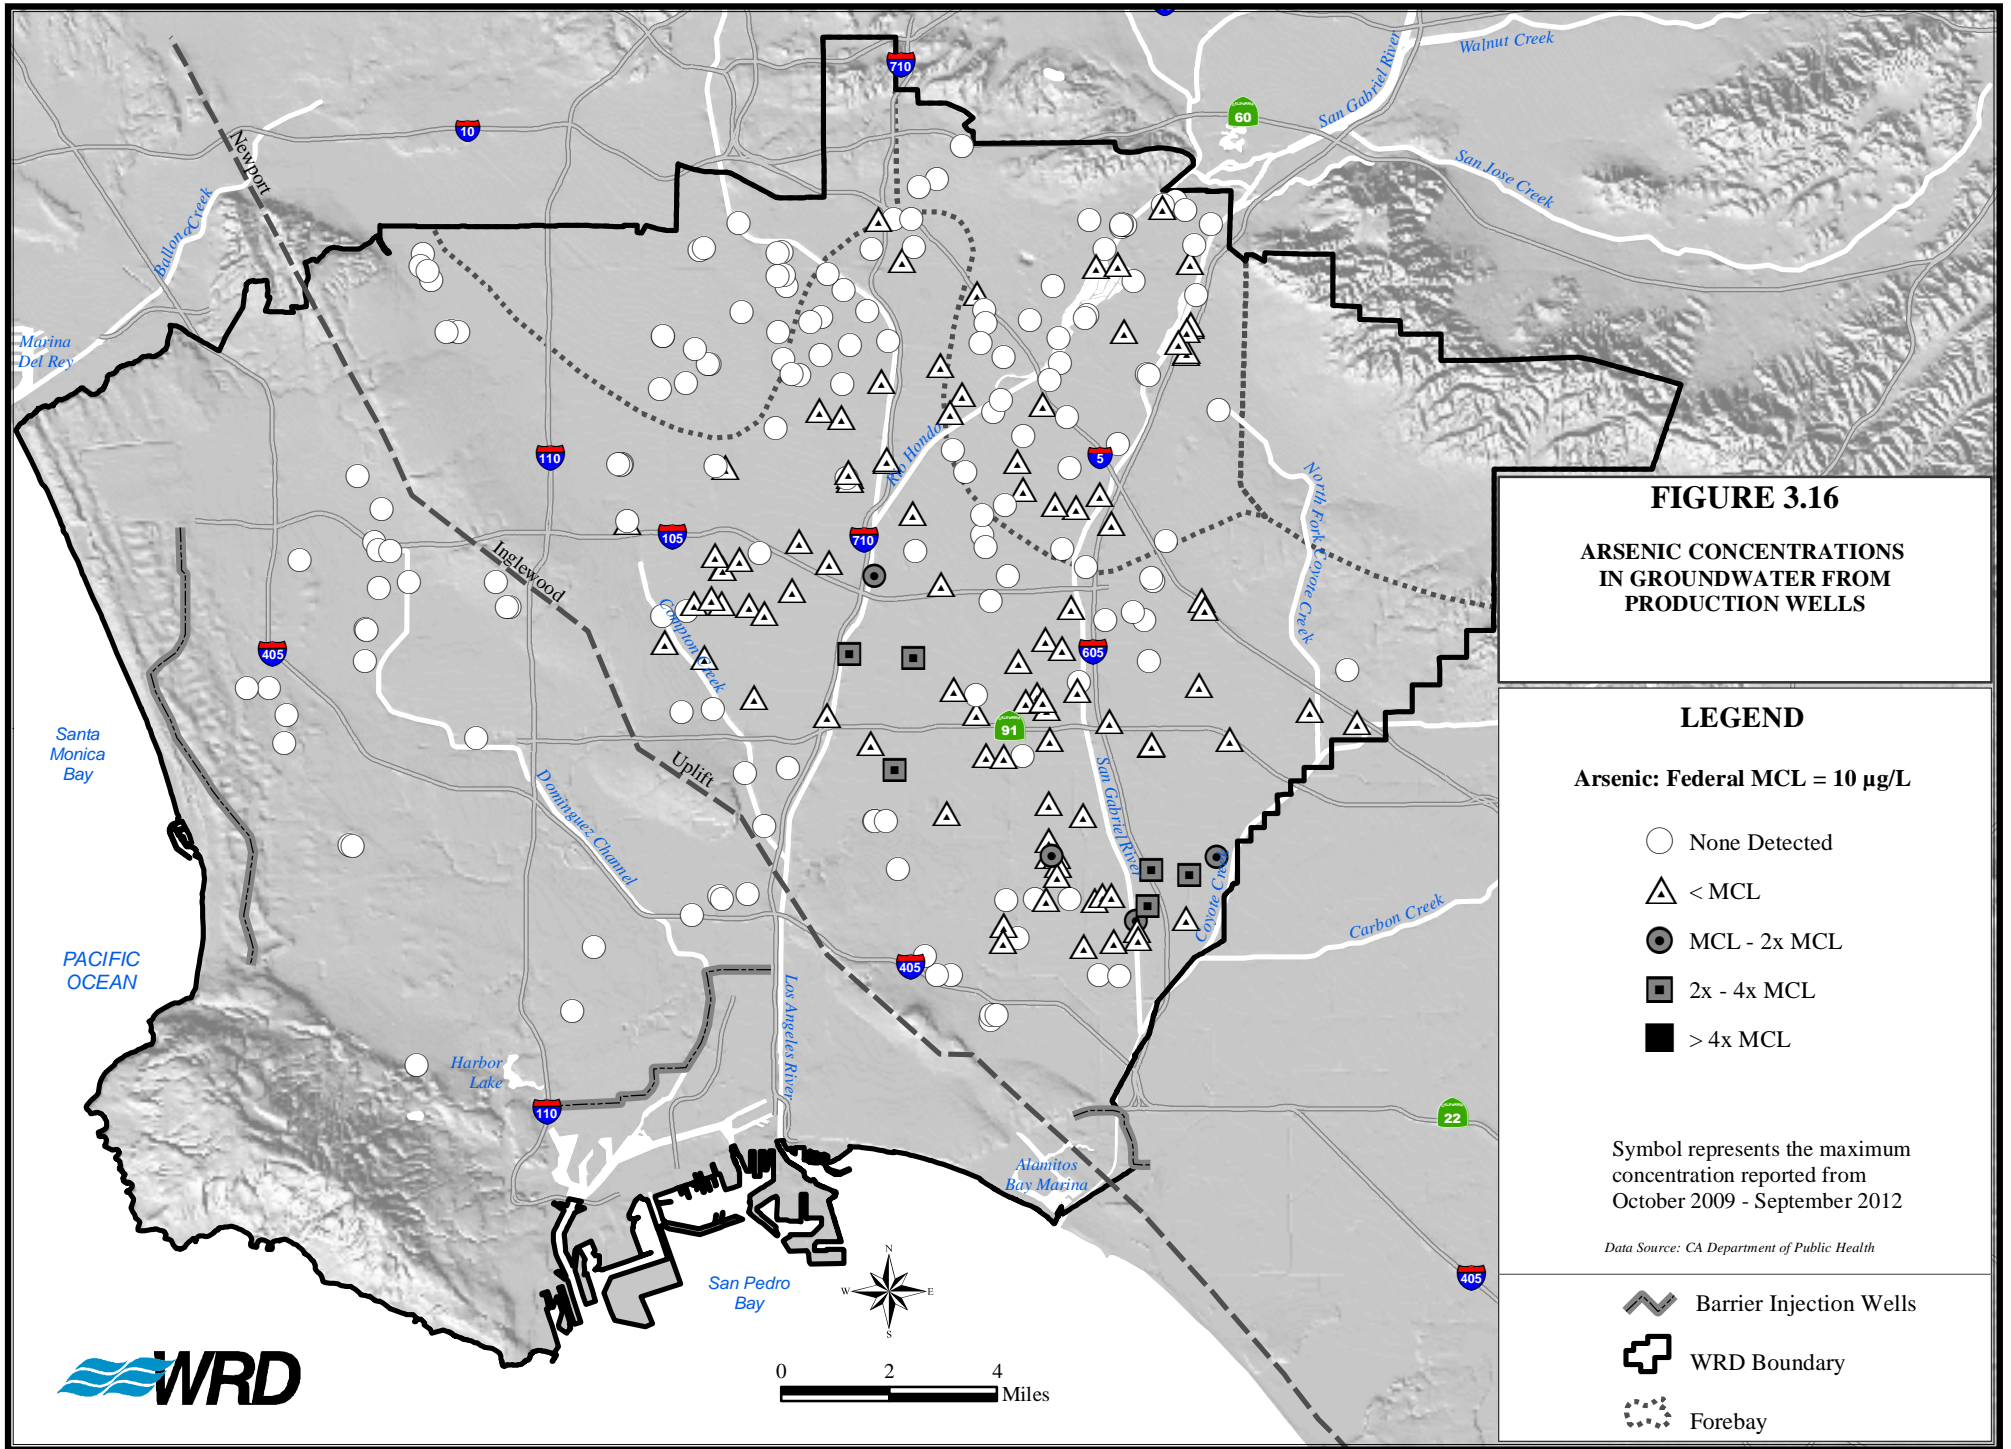 710
Walnut Creek
San Gabriel River
CALIFORNIA
60
10
Newport
San Jose Creek
Ballona Creek
Marina
Del Rey
110
Rio Hondo
5
North Fork Coyote Creek
105
710
Inglewood
Compton Creek
405
605
Santa
Monica
Bay
CALIFORNIA
91
Uplift
San Gabriel River
Dominguez Channel
Coyote Creek
Carbon Creek
PACIFIC
OCEAN
405
Los Angeles River
Harbor
Lake
110
CALIFORNIA
22
Alamitos
Bay Marina
San Pedro
Bay
405
N
W E
S
0 2 4
Miles
WRD
FIGURE 3.16
ARSENIC CONCENTRATIONS
IN GROUNDWATER FROM
PRODUCTION WELLS
LEGEND
Arsenic: Federal MCL = 10 µg/L
None Detected
< MCL
MCL - 2x MCL
2x - 4x MCL
> 4x MCL
Symbol represents the maximum
concentration reported from
October 2009 - September 2012
Data Source: CA Department of Public Health
Barrier Injection Wells
WRD Boundary
Forebay